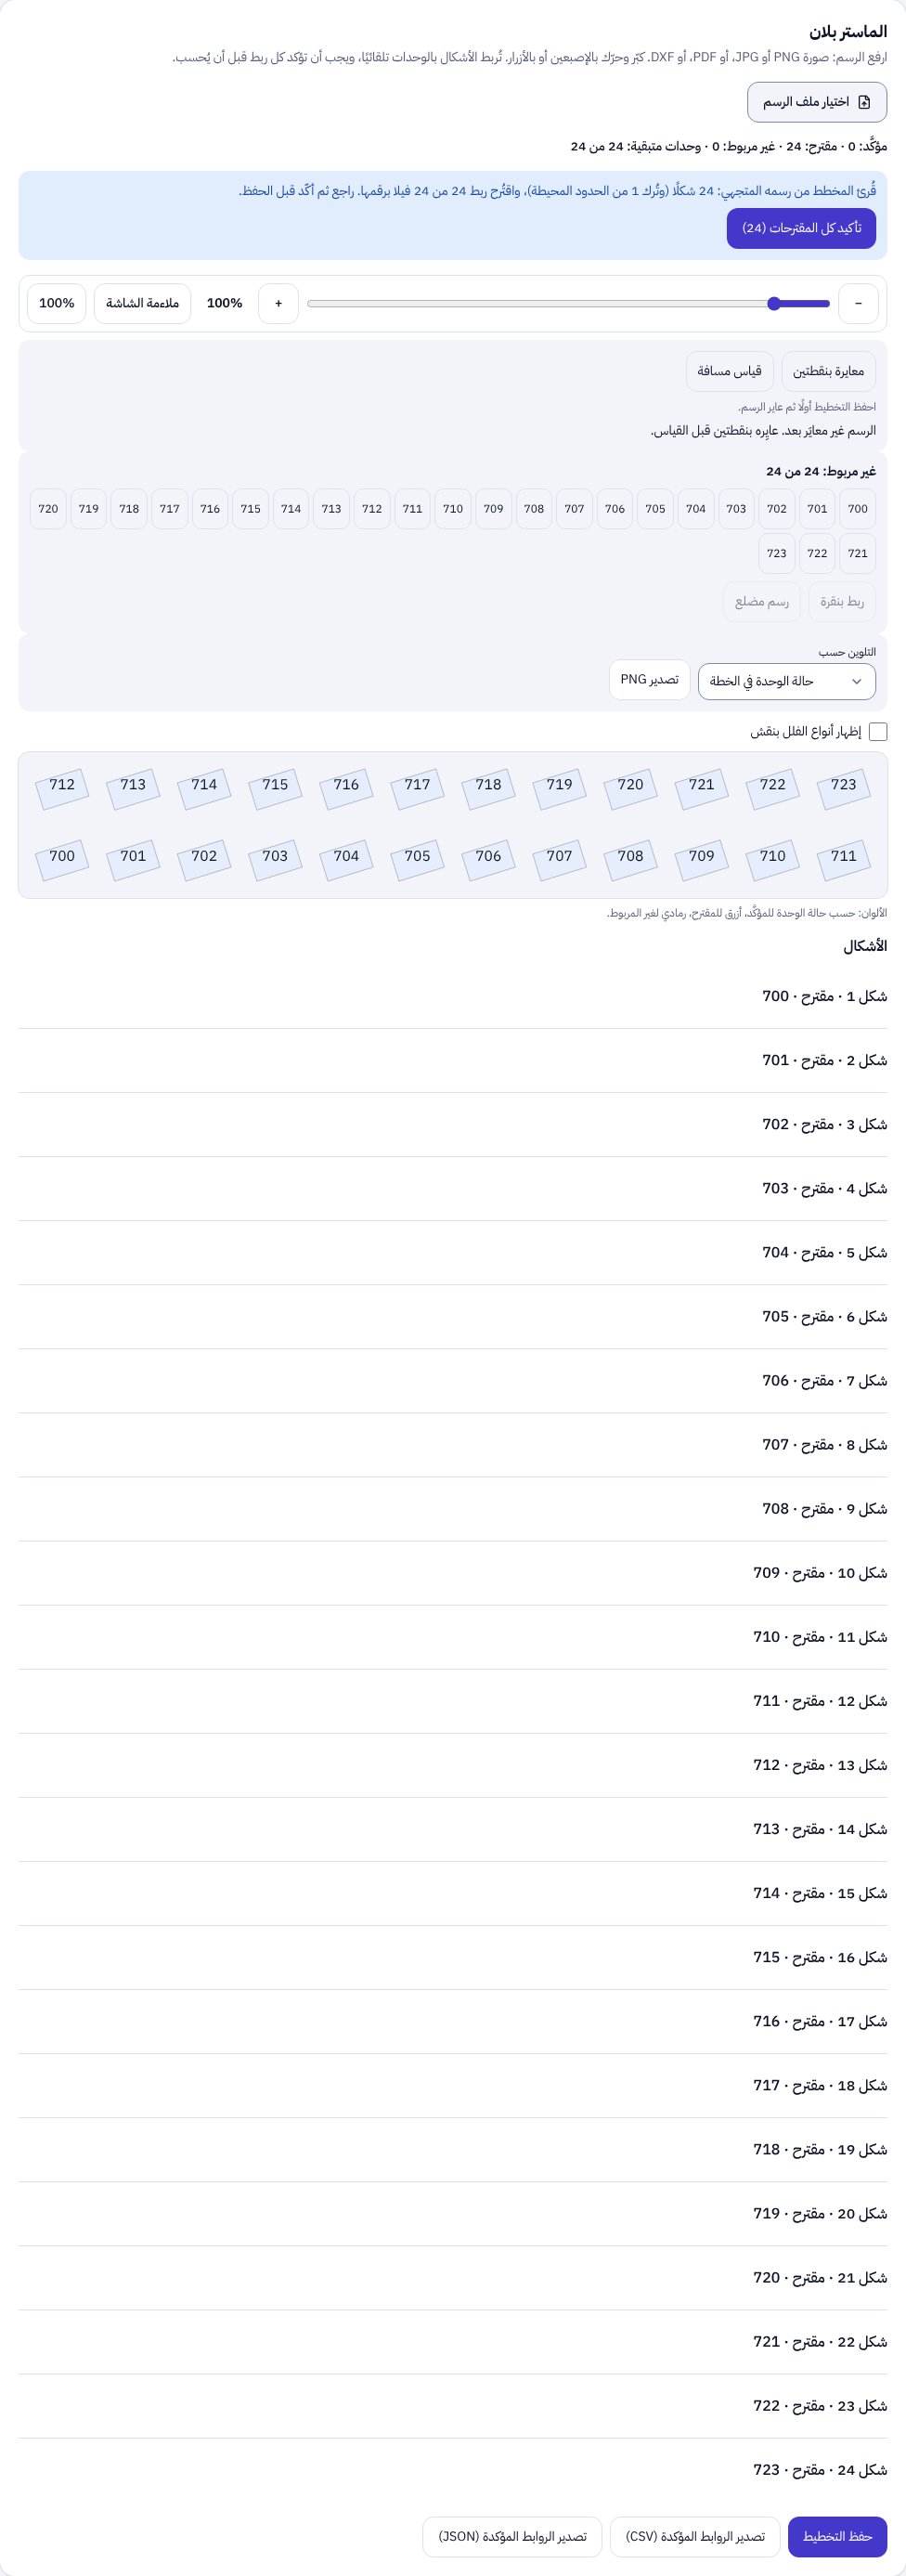 الماستر بلان
ارفع الرسم: صورة PNG أو JPG، أو PDF، أو DXF. كبّر وحرّك بالإصبعين أو بالأزرار. تُربط الأشكال بالوحدات تلقائيًا، ويجب أن تؤكد كل ربط قبل أن يُحسب.
اختيار ملف الرسم
مؤكَّد: 0 · مقترح: 24 · غير مربوط: 0 · وحدات متبقية: 24 من 24
قُرئ المخطط من رسمه المتجهي: 24 شكلًا (وتُرك 1 من الحدود المحيطة)، واقتُرح ربط 24 من 24 فيلا برقمها. راجع ثم أكّد قبل الحفظ.
تأكيد كل المقترحات (24)
− + 100% ملاءمة الشاشة 100%
معايرة بنقطتين قياس مسافة
احفظ التخطيط أولًا ثم عاير الرسم.
الرسم غير معايَر بعد. عايِره بنقطتين قبل القياس.
غير مربوط: 24 من 24
700 701 702 703 704 705 706 707 708 709 710 711 712 713 714 715 716 717 718 719 720
721 722 723
ربط بنقرة رسم مضلع
التلوين حسب
حالة الوحدة في الخطة تصدير PNG
إظهار أنواع الفلل بنقش
712 713 714 715 716 717 718 719 720 721 722 723
700 701 702 703 704 705 706 707 708 709 710 711
الألوان: حسب حالة الوحدة للمؤكَّد، أزرق للمقترح، رمادي لغير المربوط.
الأشكال
شكل 1 · مقترح · 700
شكل 2 · مقترح · 701
شكل 3 · مقترح · 702
شكل 4 · مقترح · 703
شكل 5 · مقترح · 704
شكل 6 · مقترح · 705
شكل 7 · مقترح · 706
شكل 8 · مقترح · 707
شكل 9 · مقترح · 708
شكل 10 · مقترح · 709
شكل 11 · مقترح · 710
شكل 12 · مقترح · 711
شكل 13 · مقترح · 712
شكل 14 · مقترح · 713
شكل 15 · مقترح · 714
شكل 16 · مقترح · 715
شكل 17 · مقترح · 716
شكل 18 · مقترح · 717
شكل 19 · مقترح · 718
شكل 20 · مقترح · 719
شكل 21 · مقترح · 720
شكل 22 · مقترح · 721
شكل 23 · مقترح · 722
شكل 24 · مقترح · 723
حفظ التخطيط تصدير الروابط المؤكدة (CSV) تصدير الروابط المؤكدة (JSON)